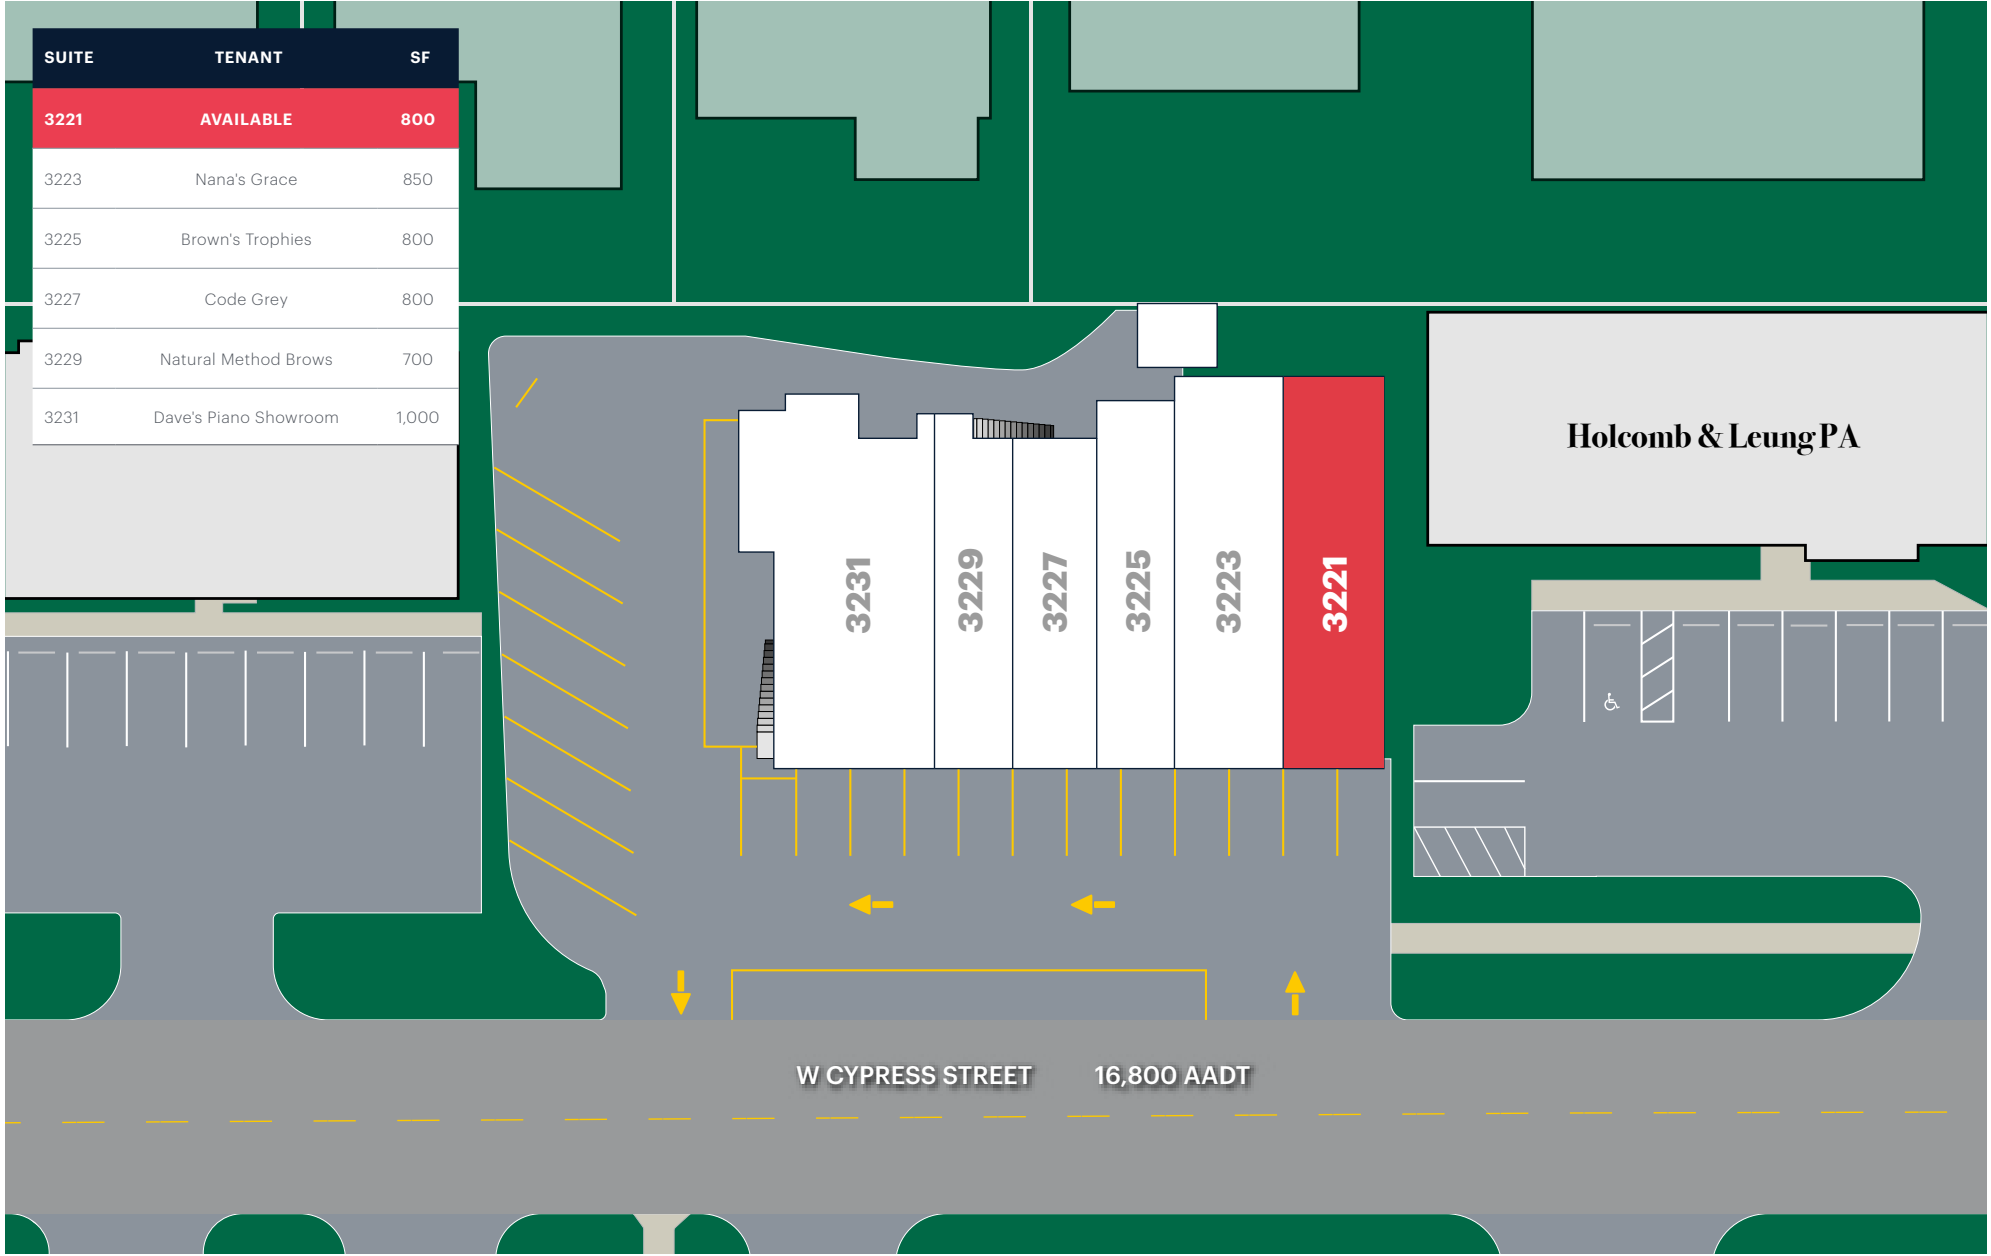 SUITE TENANT SF
3221 AVAILABLE 800
3223 Nana's Grace 850
3225 Brown's Trophies 800
3227 Code Grey 800
3229 Natural Method Brows 700
3231 Dave's Piano Showroom 1,000
Holcomb & Leung PA
3231
3229
3227
3225
3223
3221
W CYPRESS STREET 16,800 AADT